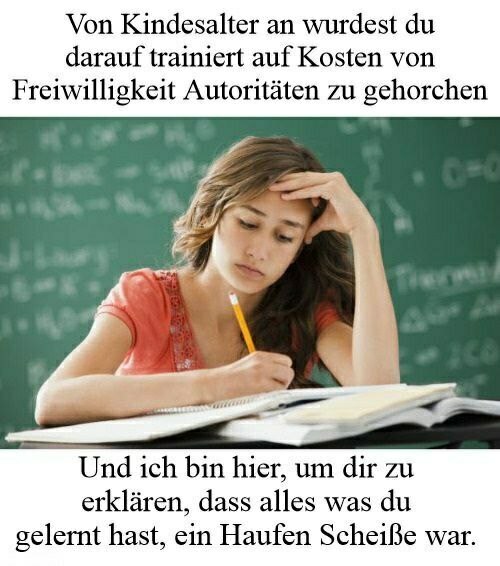 Von Kindesalter an wurdest du
darauf trainiert auf Kosten von
Freiwilligkeit Autoritäten zu gehorchen
Und ich bin hier, um dir zu
erklären, dass alles was du
gelernt hast, ein Haufen Scheiße war.